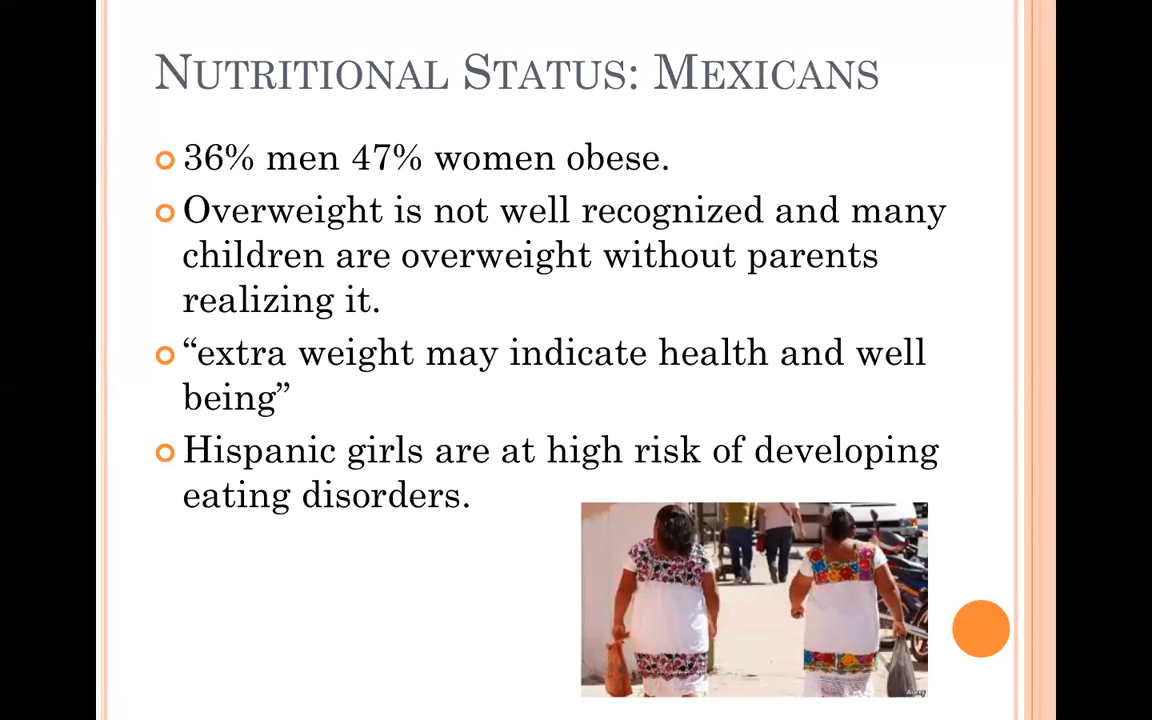 NUTRITIONAL STATUS: MEXICANS
36% men 47% women obese.
Overweight is not well recognized and many
children are overweight without parents
realizing it.
“extra weight may indicate health and well
being”
Hispanic girls are at high risk of developing
eating disorders.